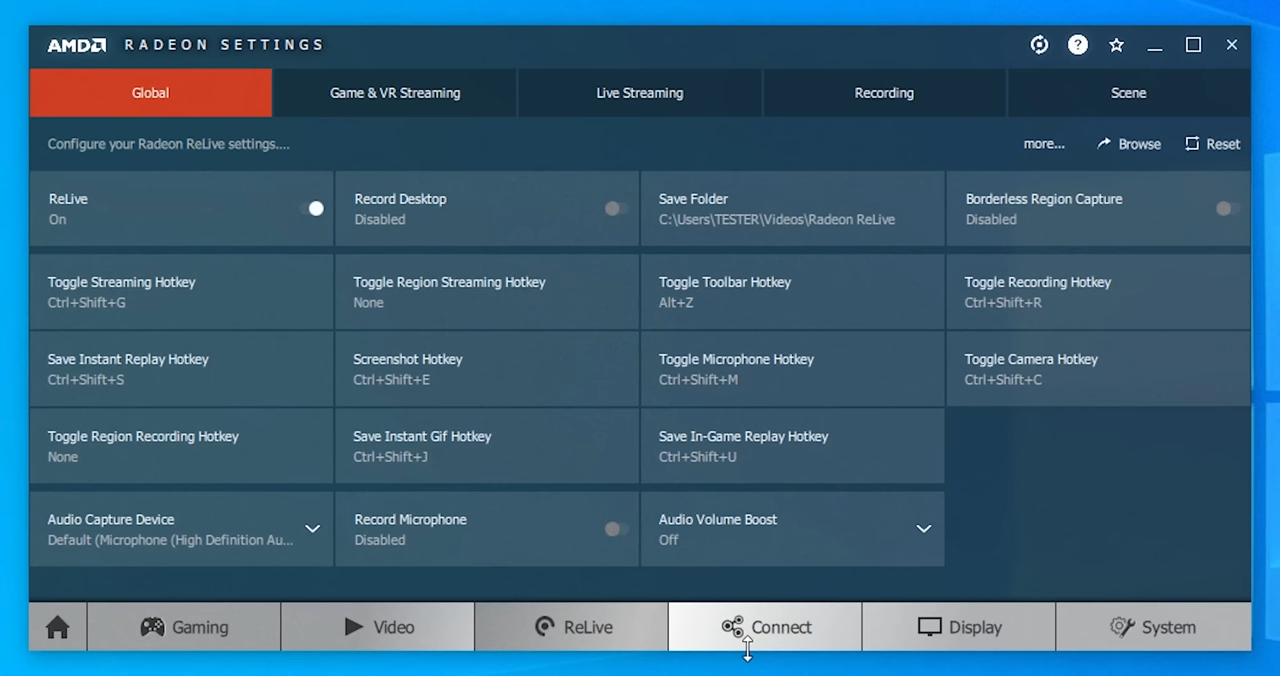 AMD RADEON SETTINGS
Global Game & VR Streaming Live Streaming Recording Scene
Configure your Radeon ReLive settings.... more... Browse Reset
ReLive Record Desktop Save Folder Borderless Region Capture
On Disabled C:\Users\TESTER\Videos\Radeon ReLive Disabled
Toggle Streaming Hotkey Toggle Region Streaming Hotkey Toggle Toolbar Hotkey Toggle Recording Hotkey
Ctrl+Shift+G None Alt+Z Ctrl+Shift+R
Save Instant Replay Hotkey Screenshot Hotkey Toggle Microphone Hotkey Toggle Camera Hotkey
Ctrl+Shift+S Ctrl+Shift+E Ctrl+Shift+M Ctrl+Shift+C
Toggle Region Recording Hotkey Save Instant Gif Hotkey Save In-Game Replay Hotkey
None Ctrl+Shift+J Ctrl+Shift+U
Audio Capture Device Record Microphone Audio Volume Boost
Default (Microphone (High Definition Au... Disabled Off
Gaming Video ReLive Connect Display System